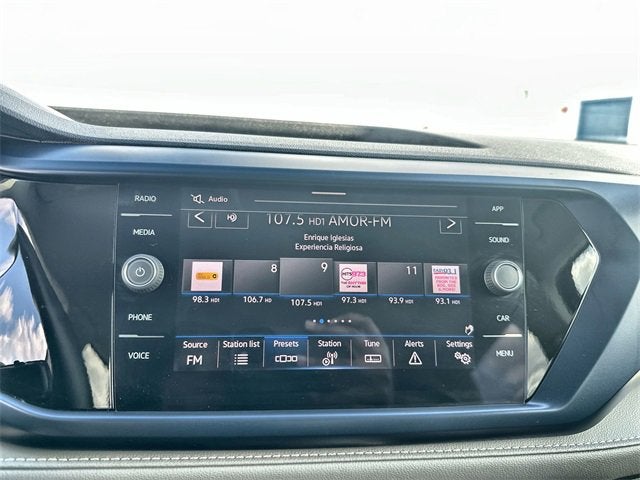 RADIO
MEDIA
PHONE
VOICE
Audio
107.5 HD1 AMOR-FM
Enrique Iglesias
Experiencia Religiosa
8
9
11
98.3 HD1
106.7 HD1
107.5 HD1
97.3 HD1
93.9 HD1
93.1 HD1
Source
FM
Station list
Presets
Station
Tune
Alerts
Settings
APP
SOUND
CAR
MENU